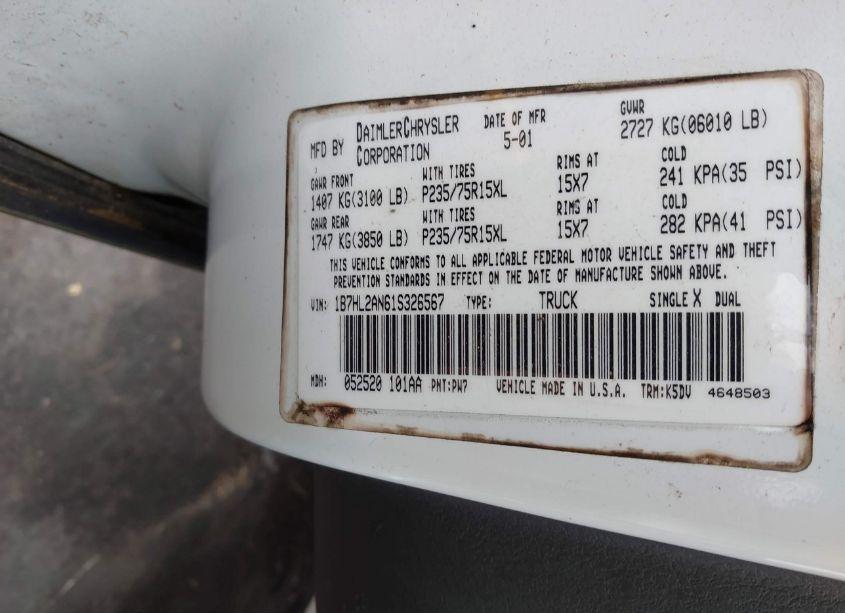 MFD BY DAIMLERCHRYSLER CORPORATION DATE OF MFR 5-01 GVWR 2727 KG(06010 LB)
GAWR FRONT WITH TIRES RIMS AT COLD
1407 KG(3100 LB) P235/75R15XL 15X7 241 KPA(35 PSI)
GAWR REAR WITH TIRES RIMS AT COLD
1747 KG(3850 LB) P235/75R15XL 15X7 282 KPA(41 PSI)
THIS VEHICLE CONFORMS TO ALL APPLICABLE FEDERAL MOTOR VEHICLE SAFETY AND THEFT
PREVENTION STANDARDS IN EFFECT ON THE DATE OF MANUFACTURE SHOWN ABOVE.
VIN: 1B7HL2AN61S326567 TYPE: TRUCK SINGLE X DUAL
MDH: 052520 101AA PNT:PW7 VEHICLE MADE IN U.S.A. TRM:K5DV 4648503